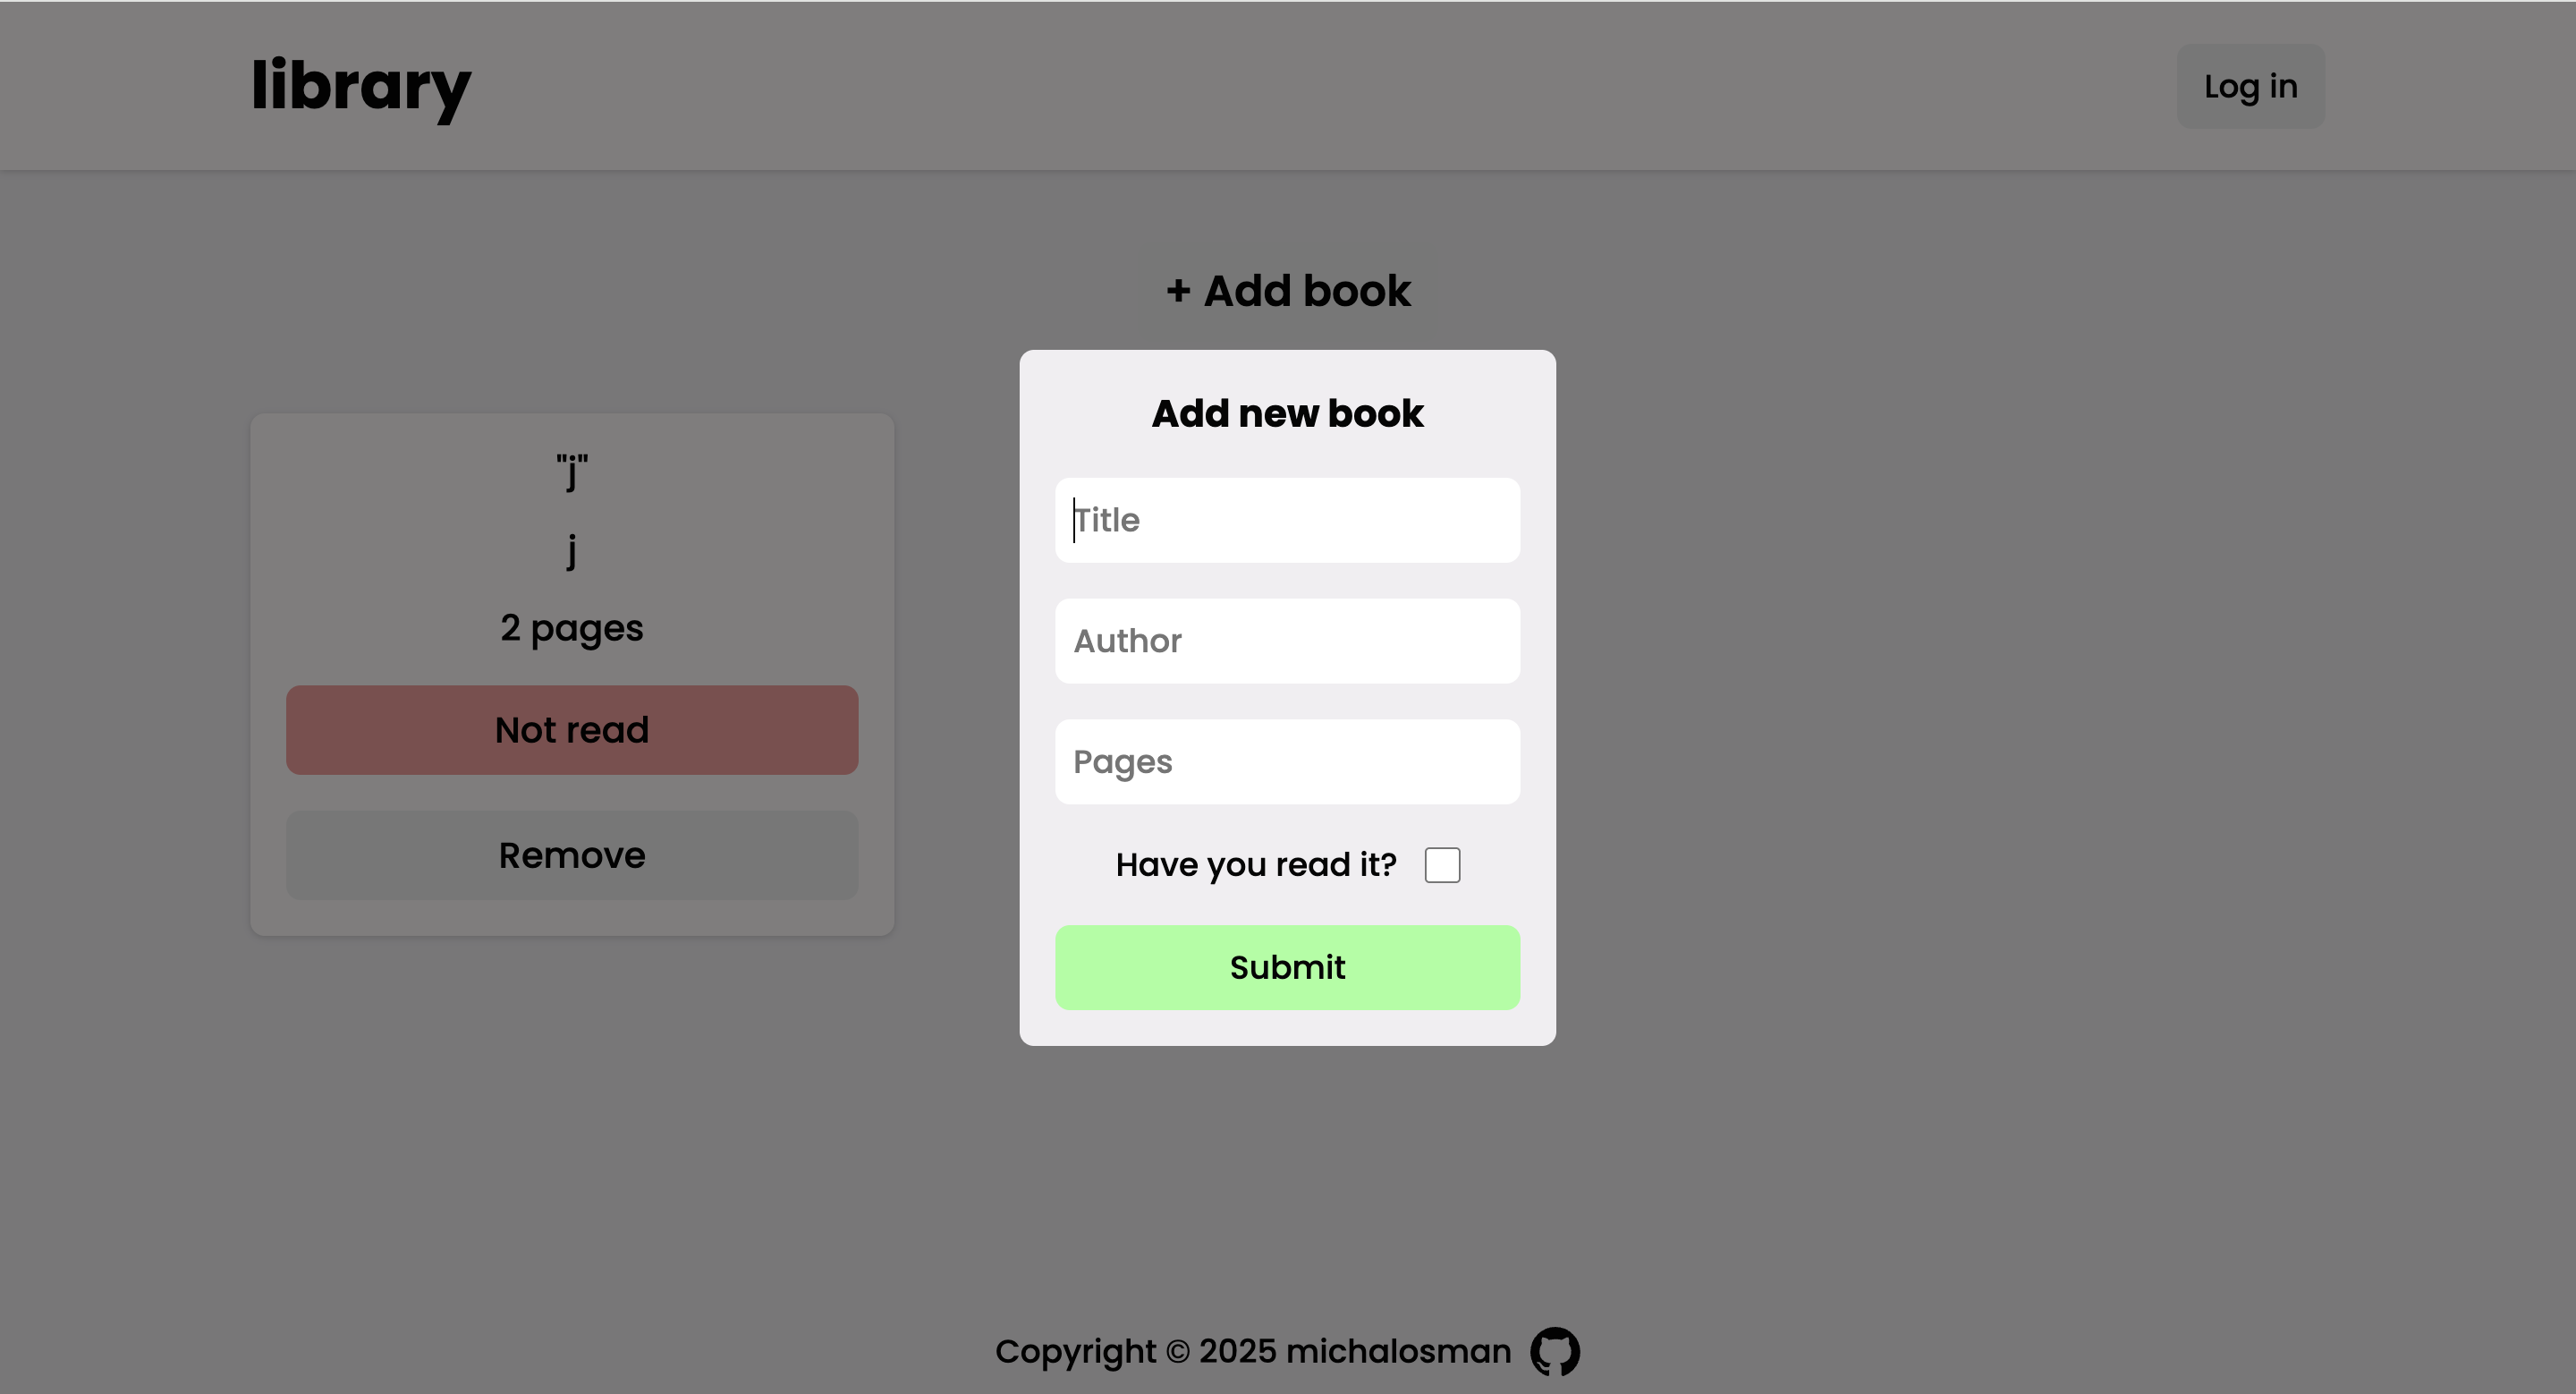 library
Log in
+ Add book
"j"
j
2 pages
Not read
Remove
Add new book
Title
Author
Pages
Have you read it?
Submit
Copyright © 2025 michalosman